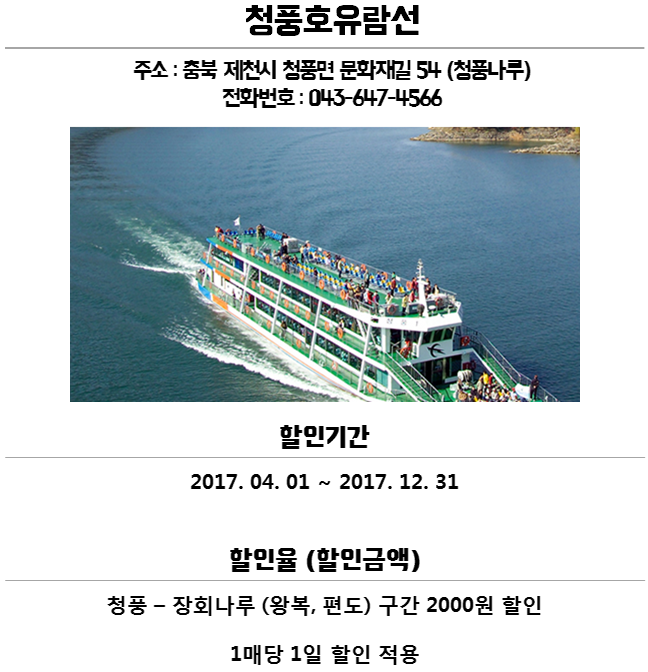 청풍호유람선
주소 : 충북 제천시 청풍면 문화재길 54 (청풍나루)
전화번호 : 043-647-4566
할인기간
2017. 04. 01 ~ 2017. 12. 31
할인율 (할인금액)
청풍 – 장회나루 (왕복, 편도) 구간 2000원 할인
1매당 1일 할인 적용